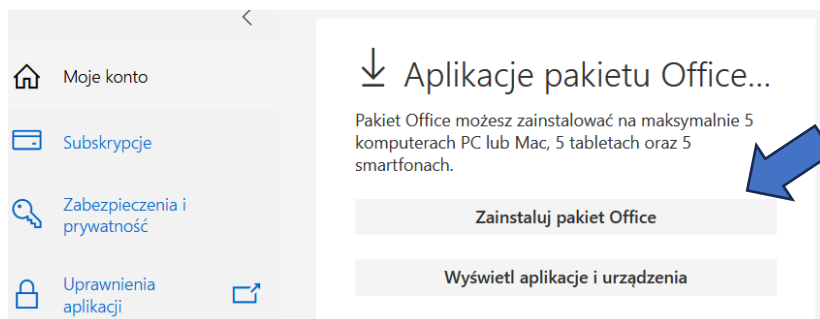 Moje konto
Subskrypcje
Zabezpieczenia i
prywatność
Uprawnienia
aplikacji
Aplikacje pakietu Office...
Pakiet Office możesz zainstalować na maksymalnie 5
komputerach PC lub Mac, 5 tabletach oraz 5
smartfonach.
Zainstaluj pakiet Office
Wyświetl aplikacje i urządzenia